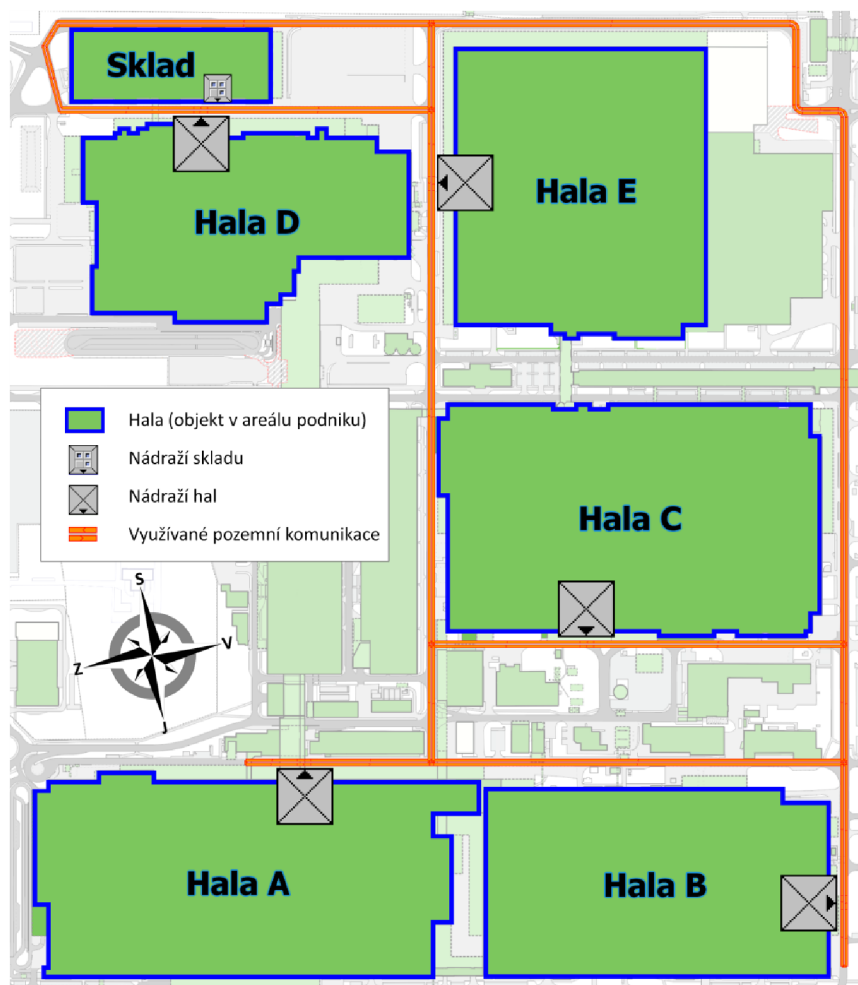 Sklad
Hala D
Hala E
Hala (objekt v areálu podniku)
Nádraží skladu
Nádraží hal
Využívané pozemní komunikace
Hala C
S
V
Z
J
Hala A
Hala B